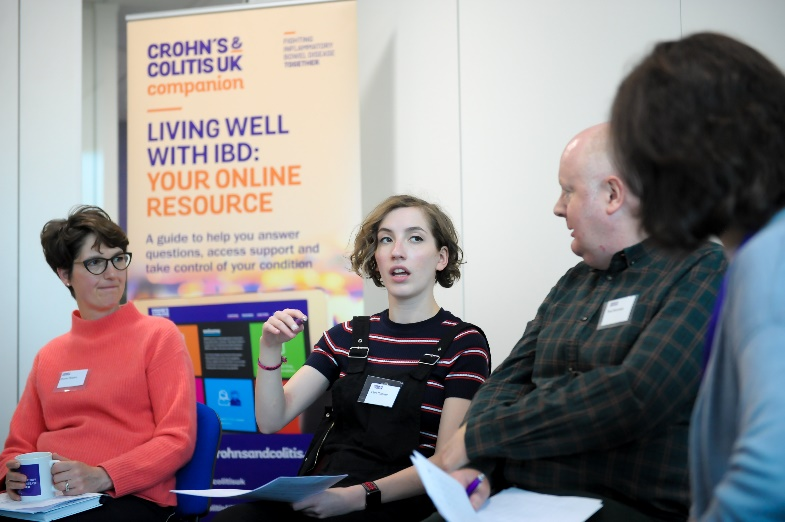 CROHN'S &
COLITIS UK
companion
FIGHTING
INFLAMMATORY
BOWEL DISEASE
TOGETHER
LIVING WELL
WITH IBD:
YOUR ONLINE
RESOURCE
A guide to help you answer
questions, access support and
take control of your condition
welcome
rohnsandcolitis.